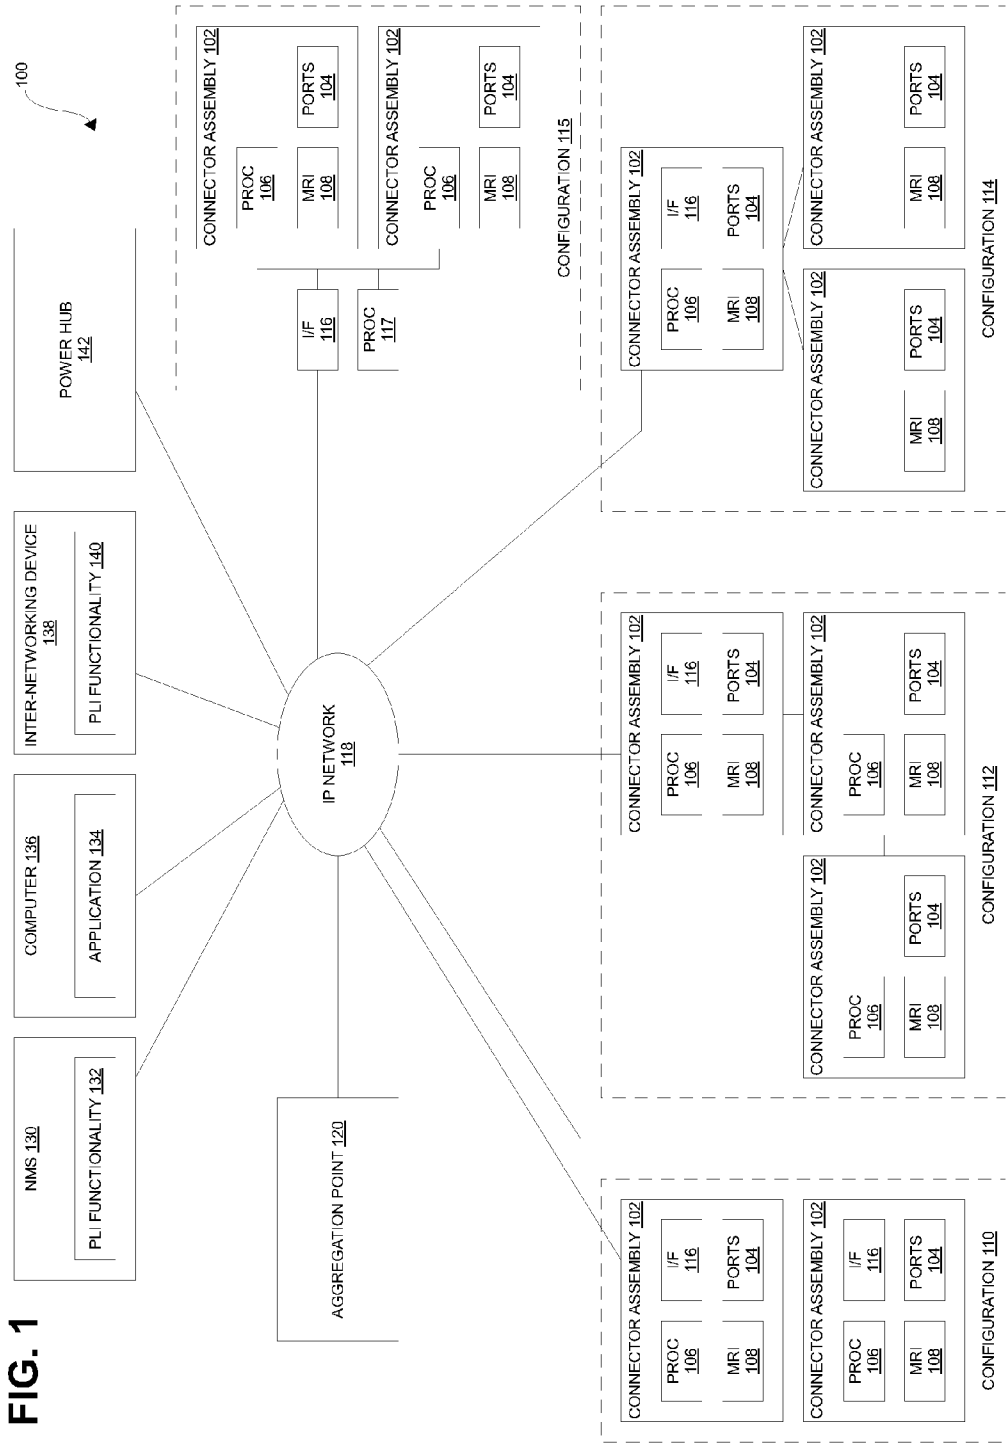 FIG. 1
100
NMS 130
PLI FUNCTIONALITY 132
COMPUTER 136
APPLICATION 134
INTER-NETWORKING DEVICE
138
PLI FUNCTIONALITY 140
POWER HUB
142
AGGREGATION POINT 120
IP NETWORK
118
I/F
116
PROC
117
CONNECTOR ASSEMBLY 102
PROC
106
MRI
108
PORTS
104
CONNECTOR ASSEMBLY 102
PROC
106
MRI
108
PORTS
104
CONFIGURATION 115
CONNECTOR ASSEMBLY 102
PROC
106
I/F
116
MRI
108
PORTS
104
CONNECTOR ASSEMBLY 102
PROC
106
I/F
116
MRI
108
PORTS
104
CONFIGURATION 110
CONNECTOR ASSEMBLY 102
PROC
106
I/F
116
MRI
108
PORTS
104
CONNECTOR ASSEMBLY 102
PROC
106
MRI
108
PORTS
104
CONNECTOR ASSEMBLY 102
PROC
106
MRI
108
PORTS
104
CONFIGURATION 112
CONNECTOR ASSEMBLY 102
PROC
106
I/F
116
MRI
108
PORTS
104
CONNECTOR ASSEMBLY 102
MRI
108
PORTS
104
CONNECTOR ASSEMBLY 102
MRI
108
PORTS
104
CONFIGURATION 114